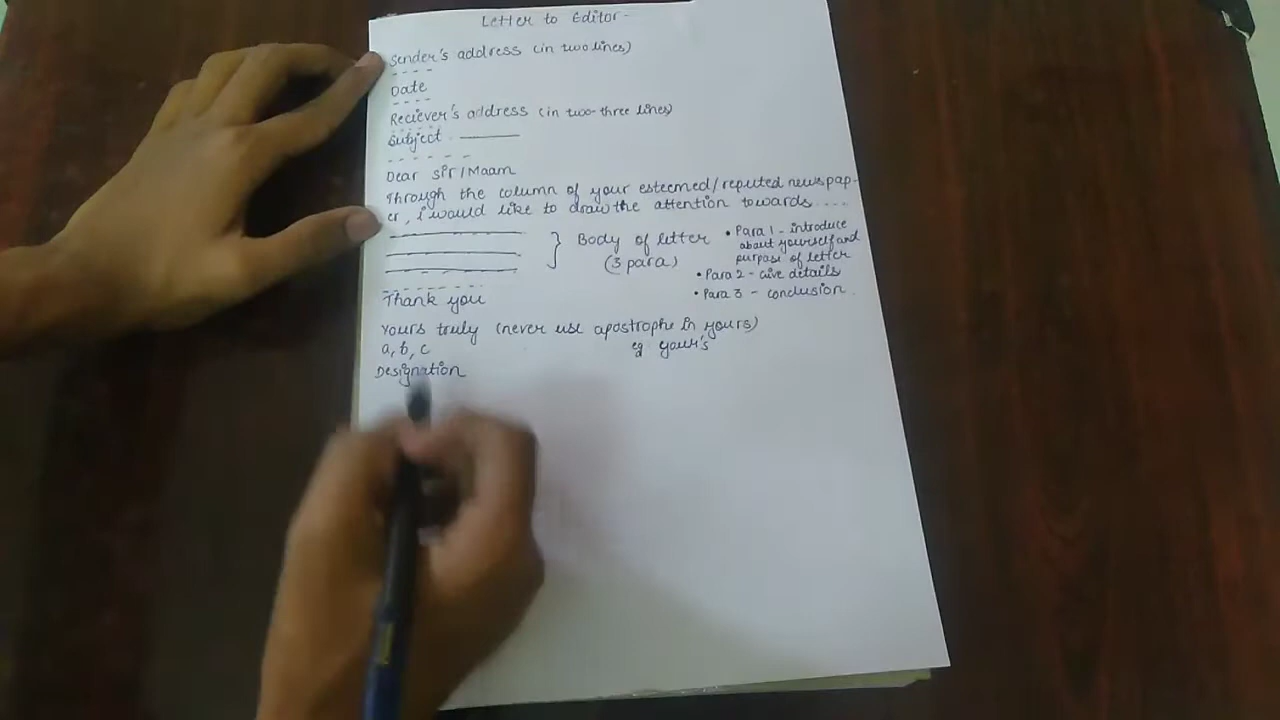 Letter to Editor-
Sender's address (in two lines)
- - - -
Date
- - - -
Reciever's address (in two-three lines)
Subject ———
- - - - - -
Dear Sir/Maam
Through the column of your esteemed/reputed newspap-
er, i would like to draw the attention towards ....
} Body of letter
(3 para)
• Para 1 - introduce
about yourself and
purpose of letter
• Para 2 - Give details
• Para 3 - conclusion.
- - - - - - -
Thank you
Yours truly (never use apostrophe in yours)
eg your's
a, b, c
Designation